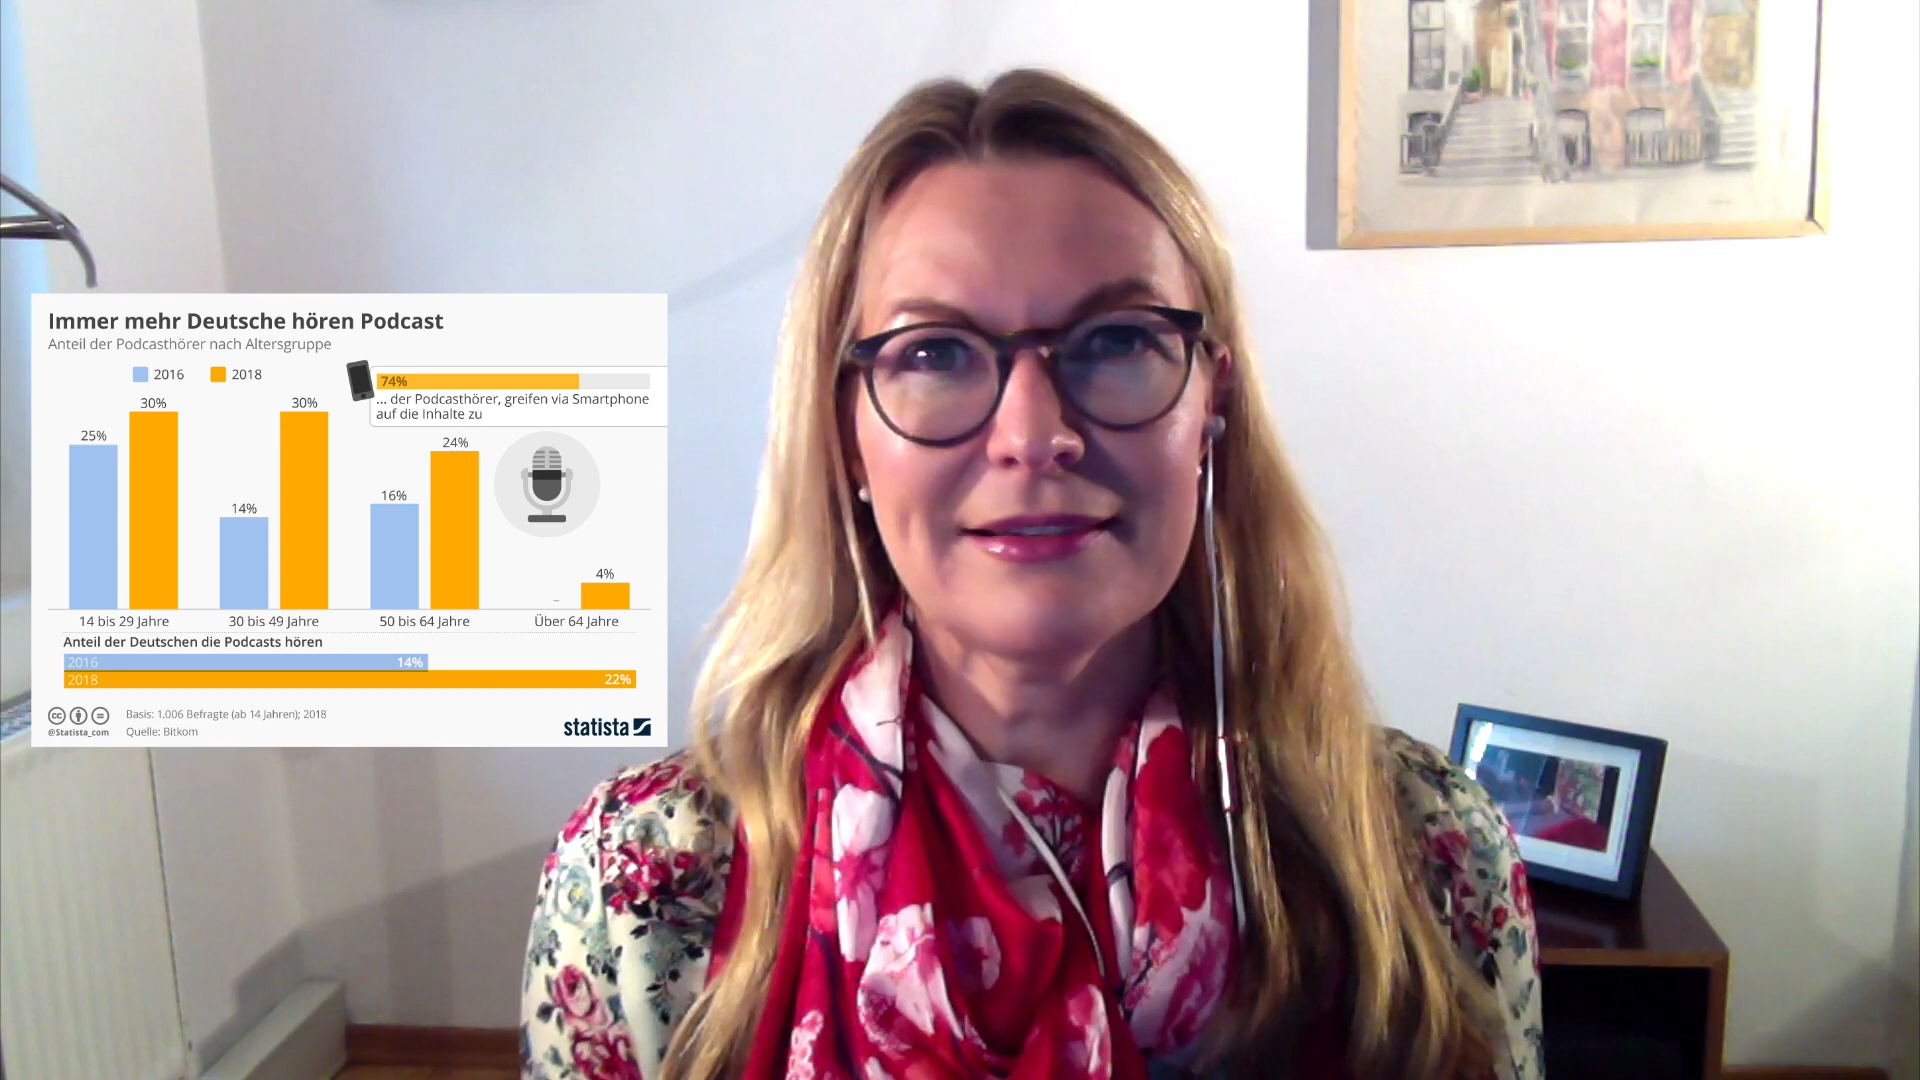 Immer mehr Deutsche hören Podcast
Anteil der Podcasthörer nach Altersgruppe
2016 2018
74%
... der Podcasthörer, greifen via Smartphone
auf die Inhalte zu
25% 30% 14% 30% 16% 24% – 4%
14 bis 29 Jahre 30 bis 49 Jahre 50 bis 64 Jahre Über 64 Jahre
Anteil der Deutschen die Podcasts hören
2016 14%
2018 22%
cc =
@Statista_com
Basis: 1.006 Befragte (ab 14 Jahren); 2018
Quelle: Bitkom
statista